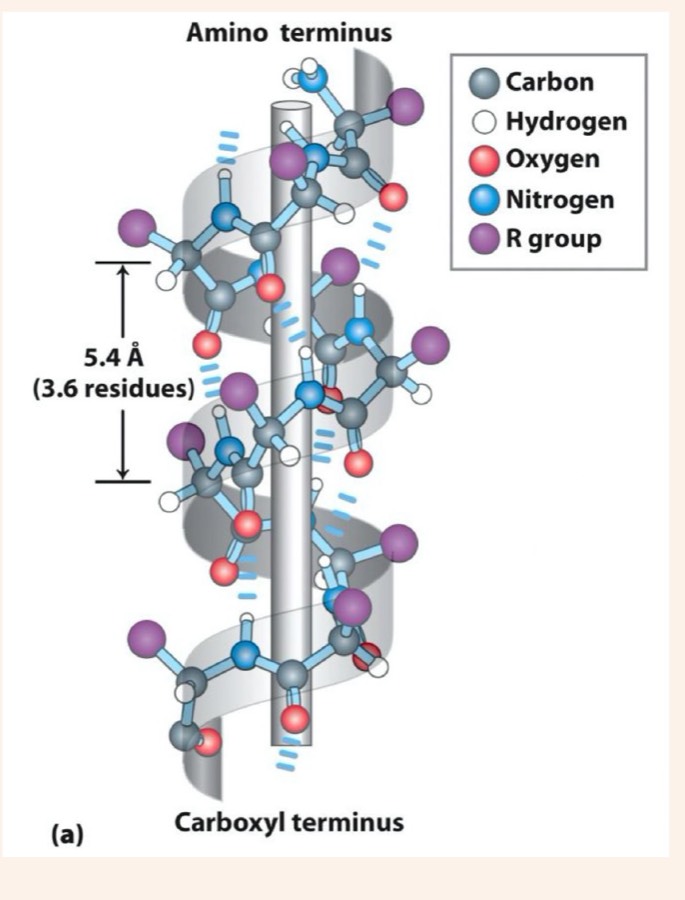 Amino terminus
Carbon
Hydrogen
Oxygen
Nitrogen
R group
5.4 Å
(3.6 residues)
Carboxyl terminus
(a)